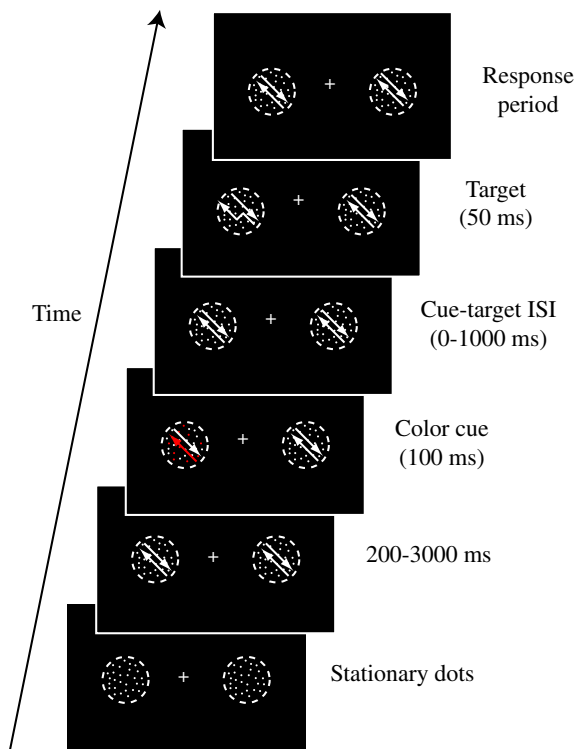 Response
period
Target
(50 ms)
Time
Cue-target ISI
(0-1000 ms)
Color cue
(100 ms)
200-3000 ms
Stationary dots